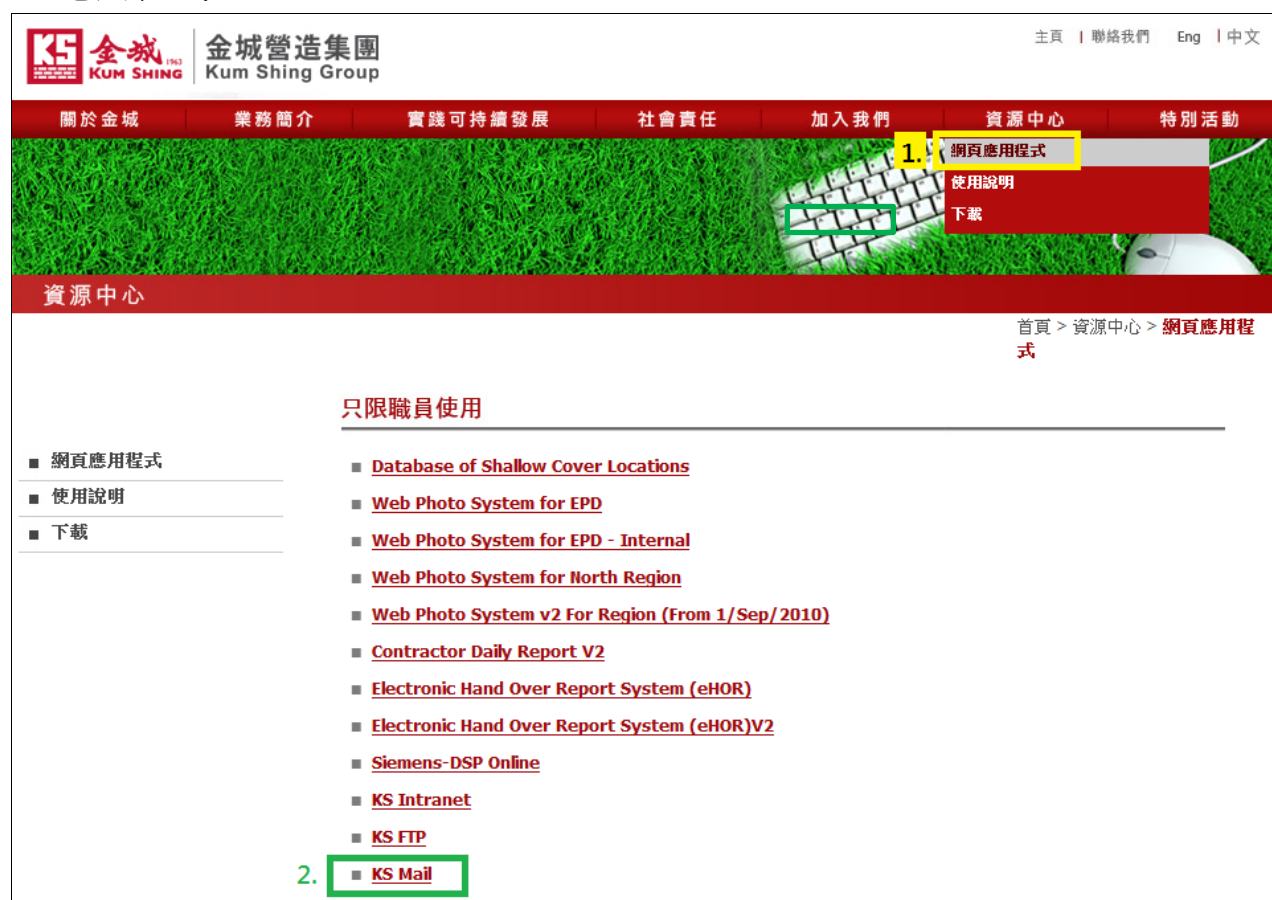 KS 金城 1963 KUM SHING
金城營造集團
Kum Shing Group
主頁 | 聯絡我們 Eng | 中文
關於金城 業務簡介 實踐可持續發展 社會責任 加入我們 資源中心 特別活動
1. 網頁應用程式
使用說明
下載
資源中心
首頁 > 資源中心 > 網頁應用程
式
只限職員使用
網頁應用程式
使用說明
下載
Database of Shallow Cover Locations
Web Photo System for EPD
Web Photo System for EPD - Internal
Web Photo System for North Region
Web Photo System v2 For Region (From 1/Sep/2010)
Contractor Daily Report V2
Electronic Hand Over Report System (eHOR)
Electronic Hand Over Report System (eHOR)V2
Siemens-DSP Online
KS Intranet
KS FTP
2. KS Mail